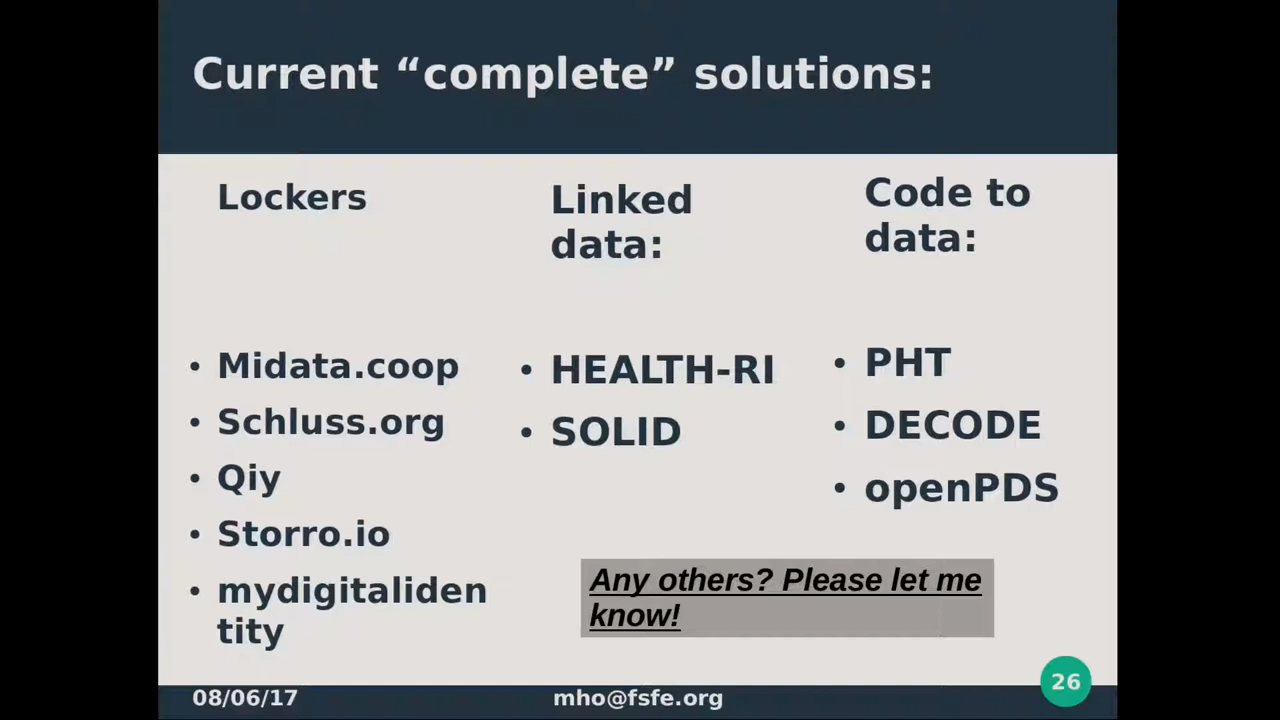 Current “complete” solutions:
Lockers
• Midata.coop
• Schluss.org
• Qiy
• Storro.io
• mydigitaliden
tity
Linked
data:
• HEALTH-RI
• SOLID
Code to
data:
• PHT
• DECODE
• openPDS
Any others? Please let me
know!
08/06/17
mho@fsfe.org
26